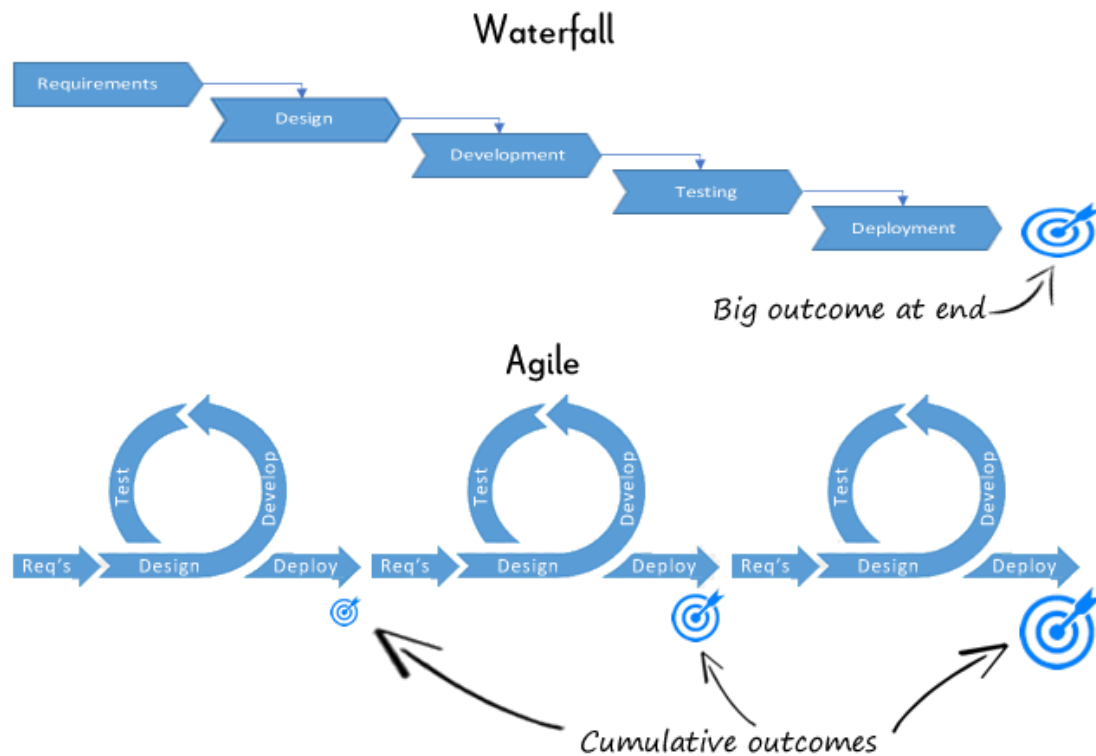 Waterfall
Requirements
Design
Development
Testing
Deployment
Big outcome at end
Agile
Test
Develop
Req's
Design
Deploy
Test
Develop
Req's
Design
Deploy
Test
Develop
Req's
Design
Deploy
Cumulative outcomes